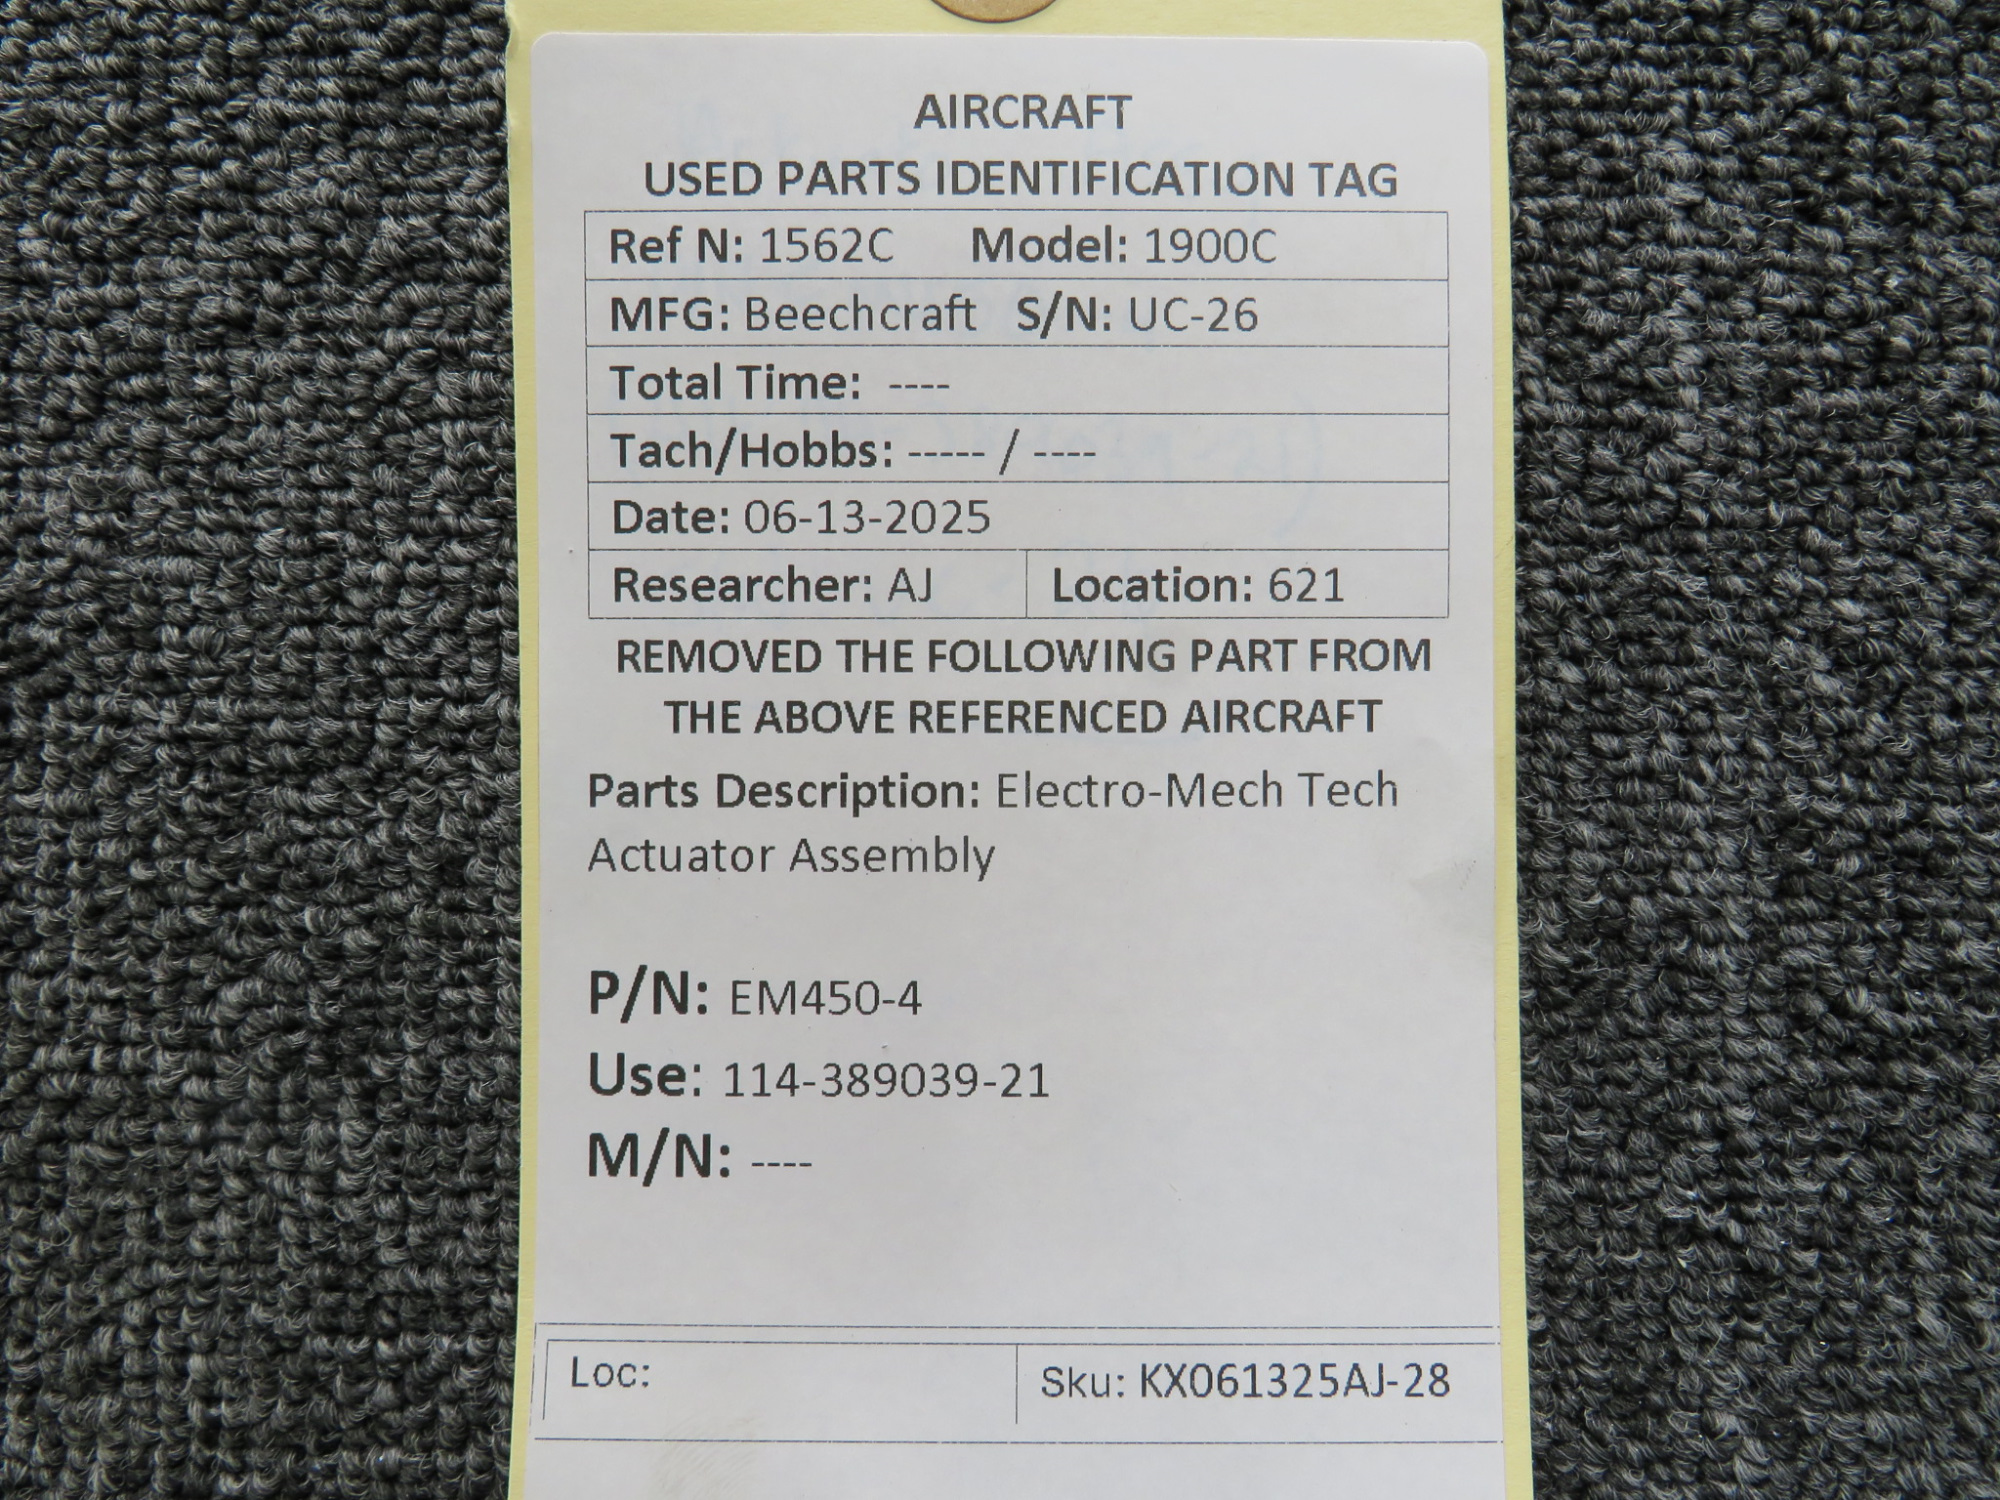 AIRCRAFT
USED PARTS IDENTIFICATION TAG
Ref N: 1562C Model: 1900C
MFG: Beechcraft S/N: UC-26
Total Time: ----
Tach/Hobbs: ----- / ----
Date: 06-13-2025
Researcher: AJ Location: 621
REMOVED THE FOLLOWING PART FROM
THE ABOVE REFERENCED AIRCRAFT
Parts Description: Electro-Mech Tech
Actuator Assembly
P/N: EM450-4
Use: 114-389039-21
M/N: ----
Loc: Sku: KX061325AJ-28